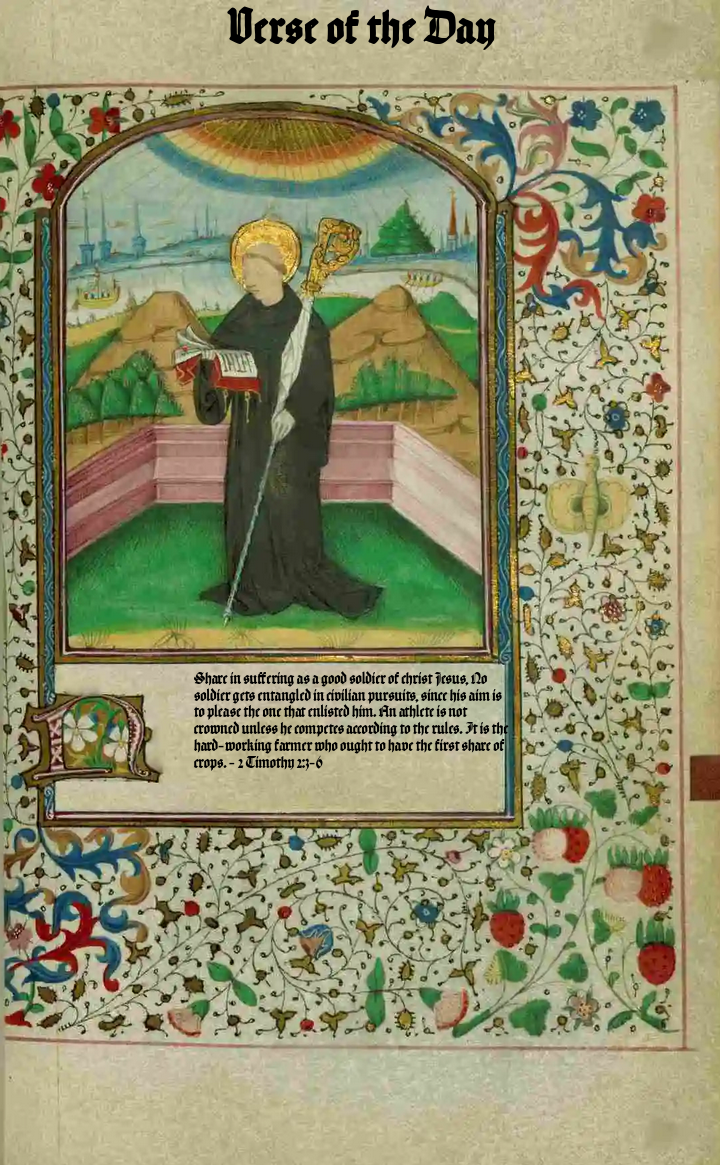 Verse of the Day
Share in suffering as a good soldier of christ Jesus, No
soldier gets entangled in civilian pursuits, since his aim is
to please the one that enlisted him. An athlete is not
crowned unless he competes according to the rules. It is the
hard-working farmer who ought to have the first share of
crops. - 2 Timothy 2:3-6
N